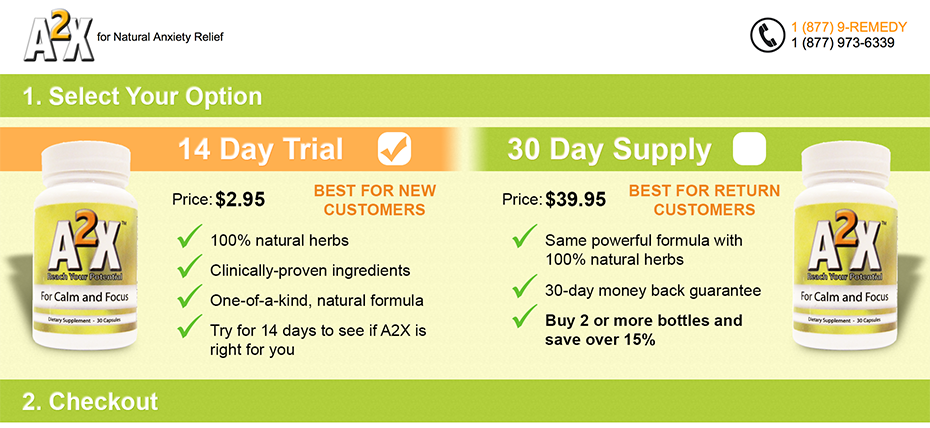 A2X for Natural Anxiety Relief
1 (877) 9-REMEDY
1 (877) 973-6339
1. Select Your Option
14 Day Trial
30 Day Supply
A2X™
Reach Your Potential
For Calm and Focus
Dietary Supplement - 30 Capsules
Price: $2.95
BEST FOR NEW
CUSTOMERS
100% natural herbs
Clinically-proven ingredients
One-of-a-kind, natural formula
Try for 14 days to see if A2X is
right for you
Price: $39.95
BEST FOR RETURN
CUSTOMERS
Same powerful formula with
100% natural herbs
30-day money back guarantee
Buy 2 or more bottles and
save over 15%
A2X™
Reach Your Potential
For Calm and Focus
Dietary Supplement - 30 Capsules
2. Checkout